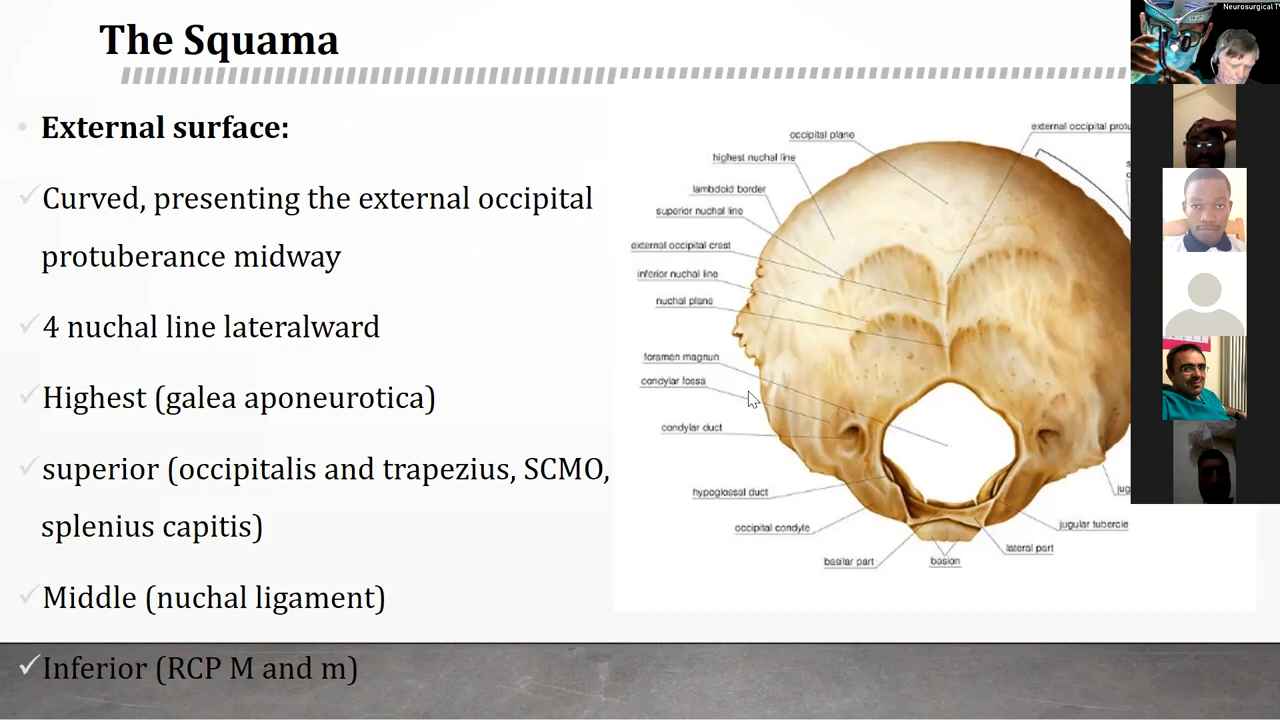 The Squama
Neurosurgical TV
External surface:
Curved, presenting the external occipital
protuberance midway
4 nuchal line lateralward
Highest (galea aponeurotica)
superior (occipitalis and trapezius, SCMO,
splenius capitis)
Middle (nuchal ligament)
Inferior (RCP M and m)
occipital plane
external occipital protu
highest nuchal line
lambdoid border
superior nuchal line
external occipital crest
inferior nuchal line
nuchal plane
foramen magnun
condylar fossa
condylar duct
hypoglossal duct
jug
occipital condyle
jugular tubercle
basilar part
basion
lateral part